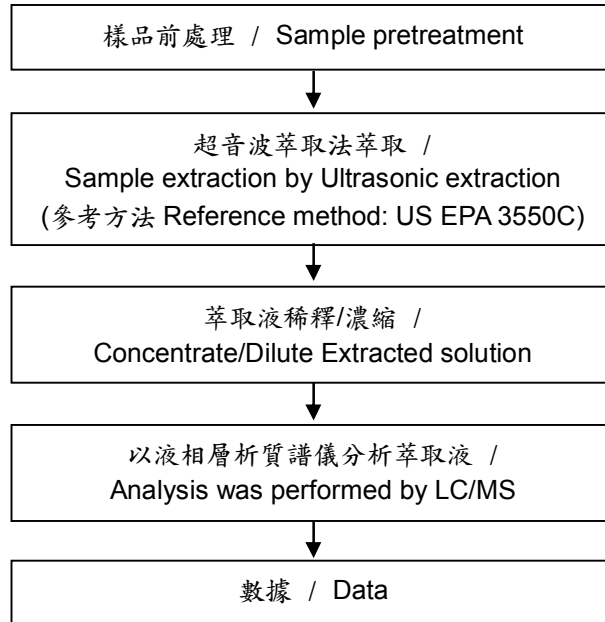 樣品前處理 / Sample pretreatment
超音波萃取法萃取 /
Sample extraction by Ultrasonic extraction
(參考方法 Reference method: US EPA 3550C)
萃取液稀釋/濃縮 /
Concentrate/Dilute Extracted solution
以液相層析質譜儀分析萃取液 /
Analysis was performed by LC/MS
數據 / Data